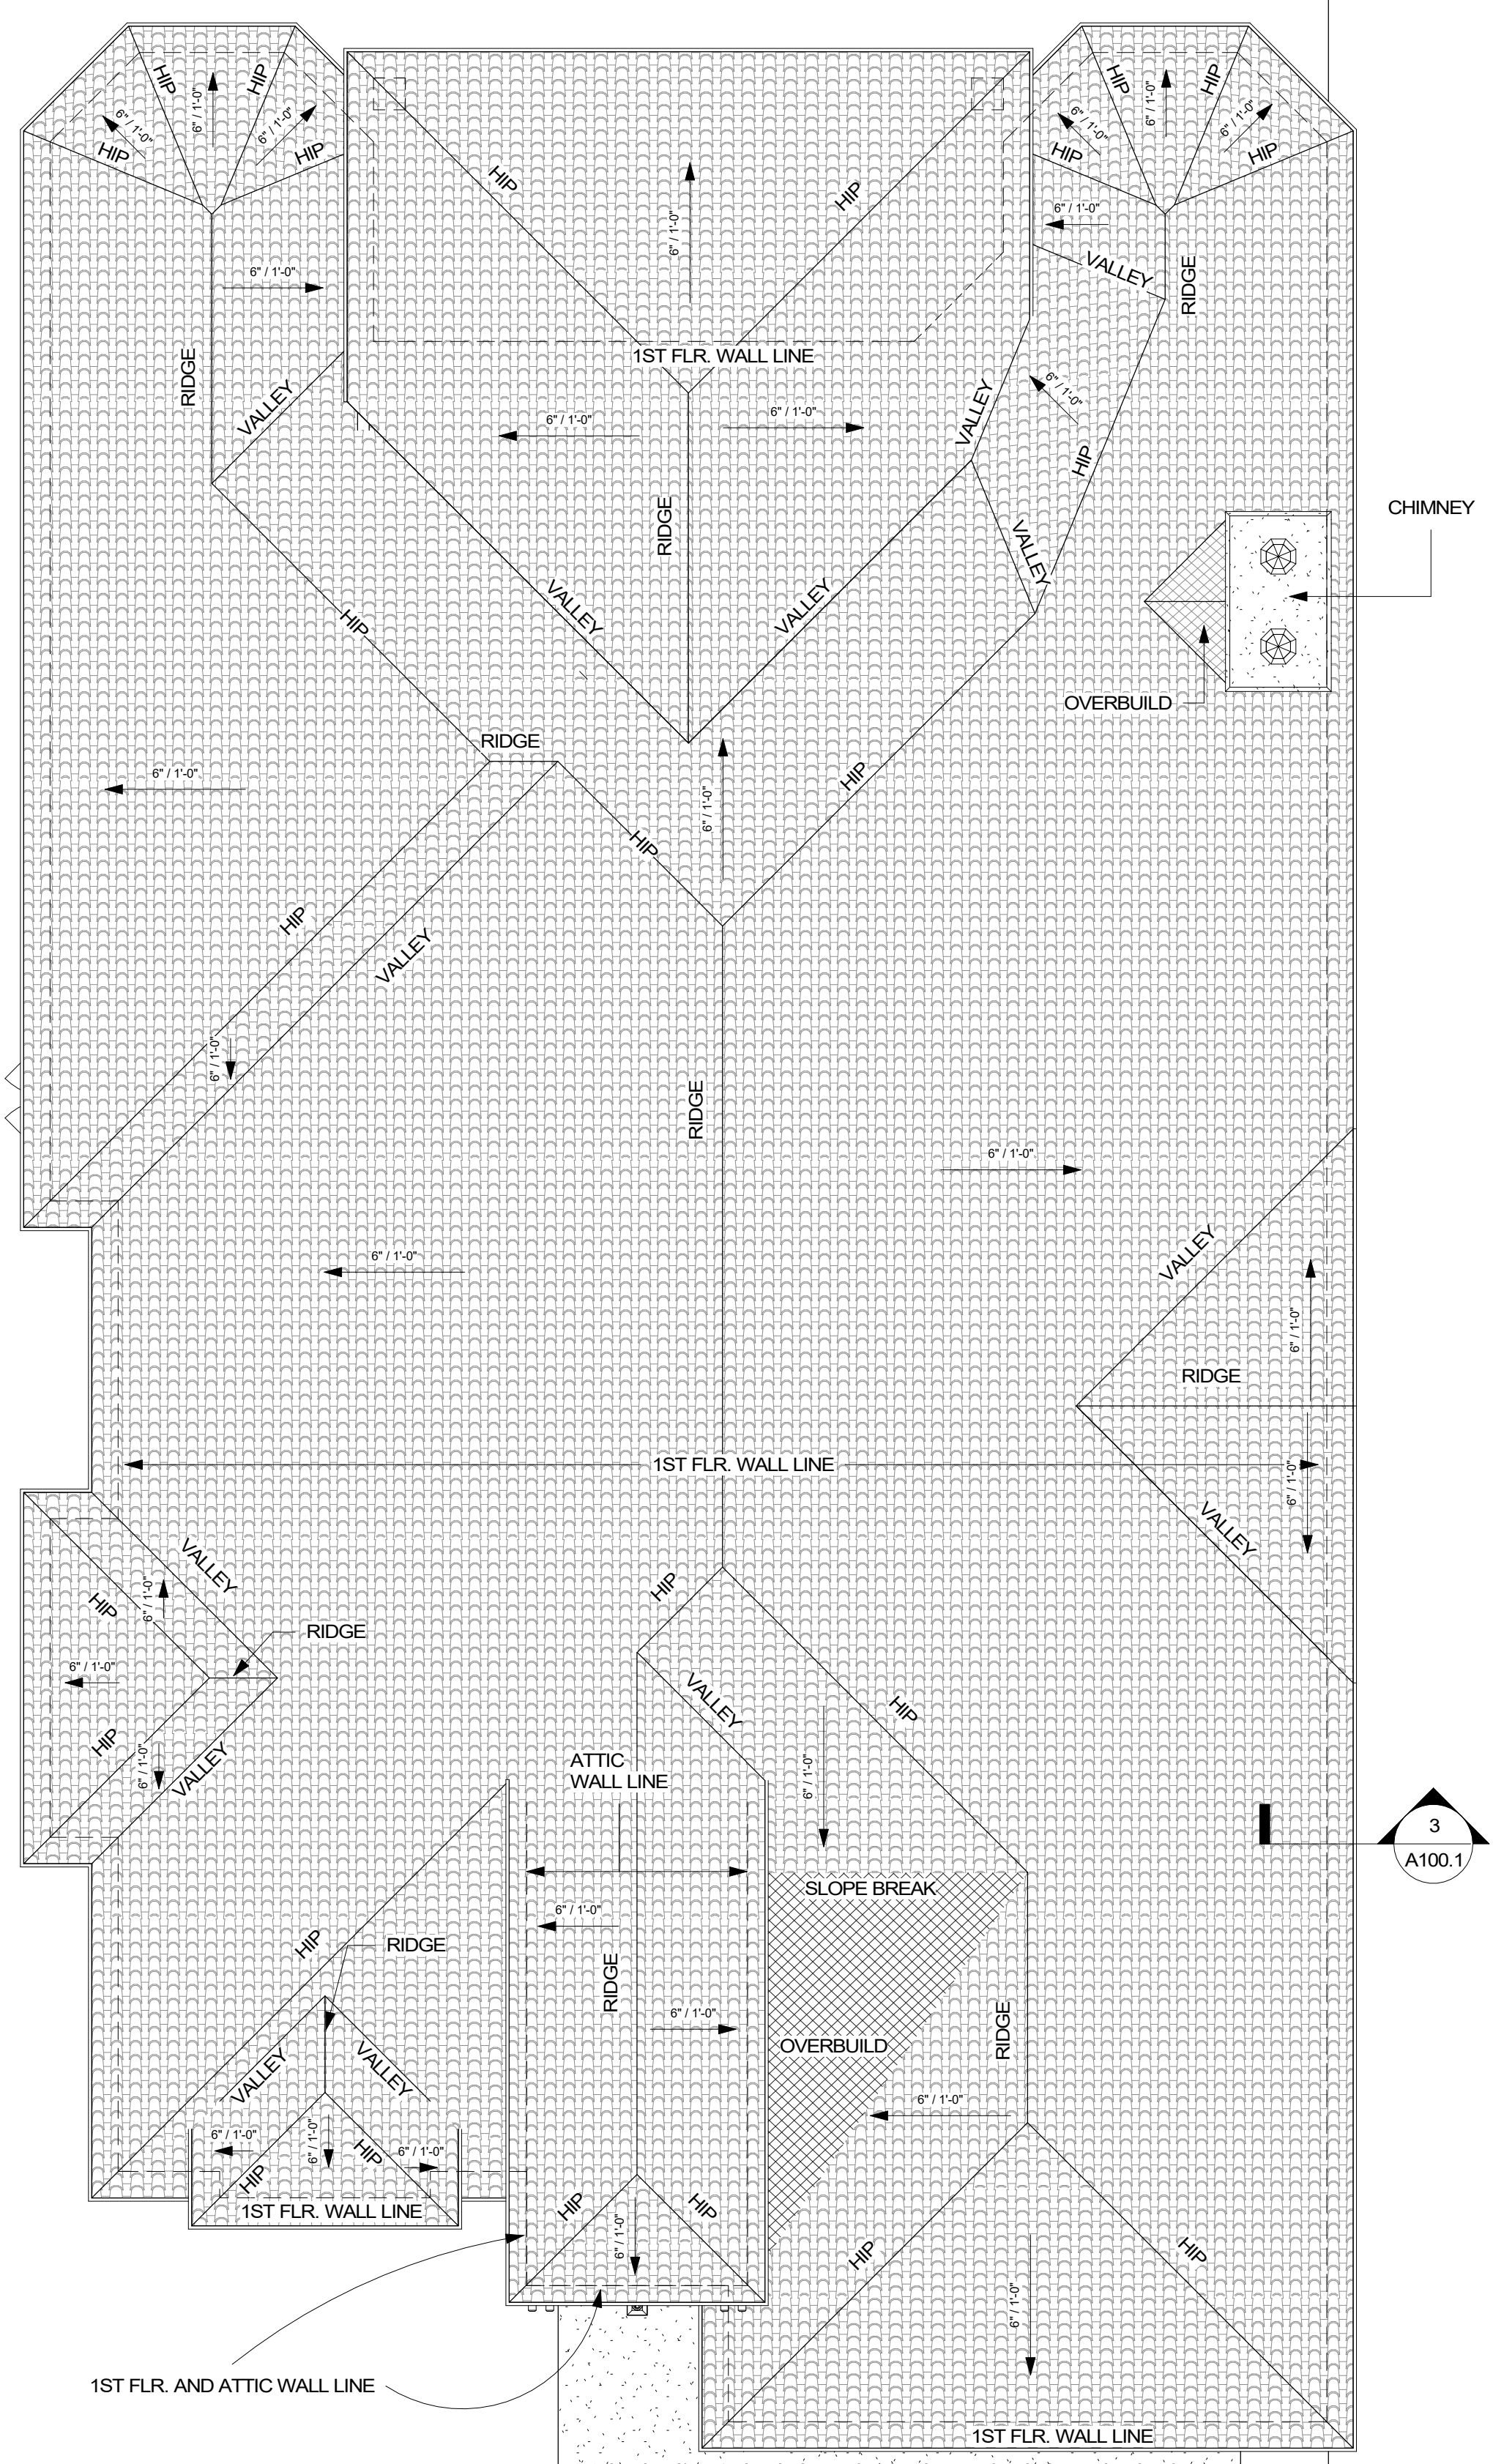 HIP
HIP
6" / 1'-0"
6" / 1'-0"
6" / 1'-0"
HIP
HIP
HIP
HIP
6" / 1'-0"
6" / 1'-0"
6" / 1'-0"
HIP
HIP
HIP
HIP
6" / 1'-0"
6" / 1'-0"
6" / 1'-0"
VALLEY
RIDGE
1ST FLR. WALL LINE
RIDGE
VALLEY
6" / 1'-0"
6" / 1'-0"
6" / 1'-0"
VALLEY
HIP
CHIMNEY
RIDGE
VALLEY
VALLEY
VALLEY
HIP
OVERBUILD
RIDGE
6" / 1'-0"
HIP
6" / 1'-0"
HIP
HIP
VALLEY
6" / 1'-0"
RIDGE
6" / 1'-0"
6" / 1'-0"
VALLEY
6" / 1'-0"
RIDGE
1ST FLR. WALL LINE
6" / 1'-0"
VALLEY
VALLEY
HIP
6" / 1'-0"
HIP
RIDGE
6" / 1'-0"
VALLEY
HIP
HIP
6" / 1'-0"
VALLEY
ATTIC
WALL LINE
6" / 1'-0"
3
A100.1
SLOPE BREAK
6" / 1'-0"
HIP
RIDGE
RIDGE
6" / 1'-0"
RIDGE
OVERBUILD
VALLEY
VALLEY
6" / 1'-0"
6" / 1'-0"
6" / 1'-0"
6" / 1'-0"
HIP
HIP
1ST FLR. WALL LINE
HIP
HIP
6" / 1'-0"
HIP
HIP
6" / 1'-0"
1ST FLR. AND ATTIC WALL LINE
1ST FLR. WALL LINE